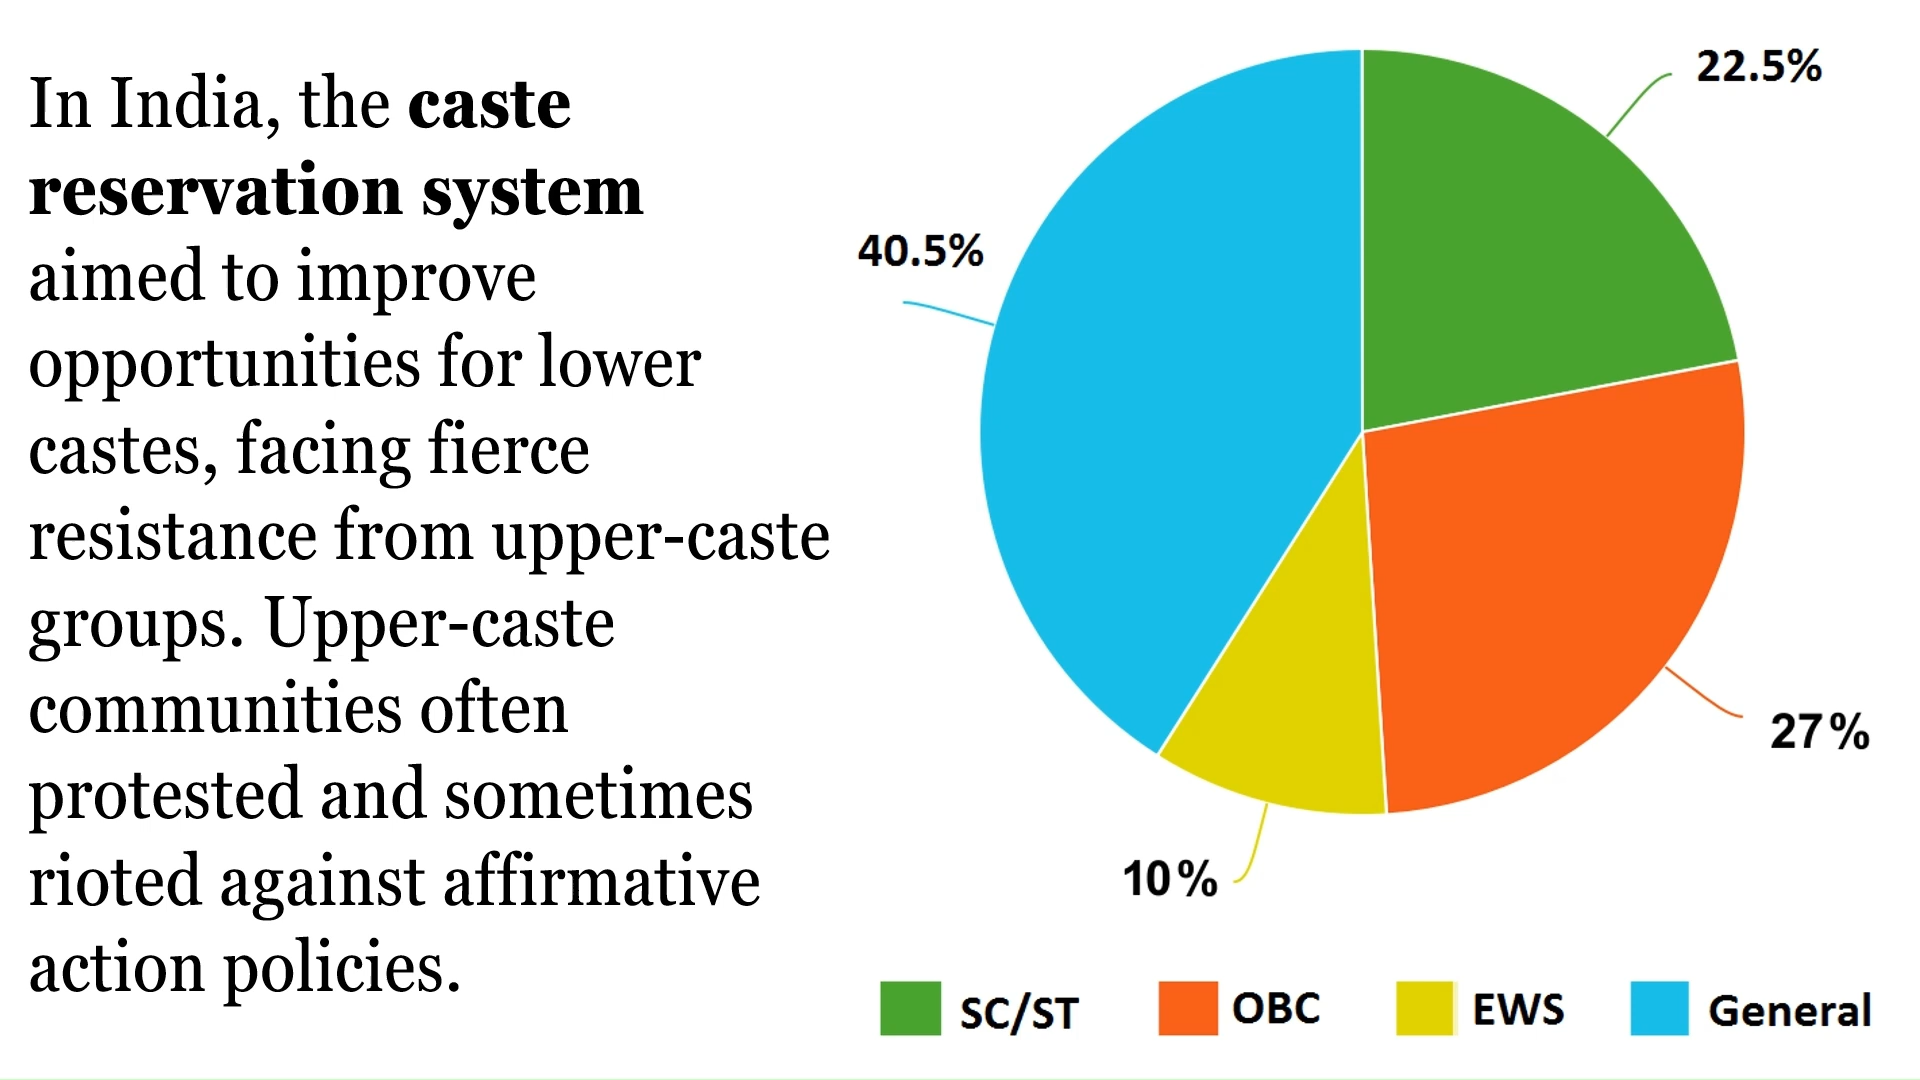 In India, the caste
reservation system
aimed to improve
opportunities for lower
castes, facing fierce
resistance from upper-caste
groups. Upper-caste
communities often
protested and sometimes
rioted against affirmative
action policies.
22.5%
40.5%
27%
10%
SC/ST
OBC
EWS
General